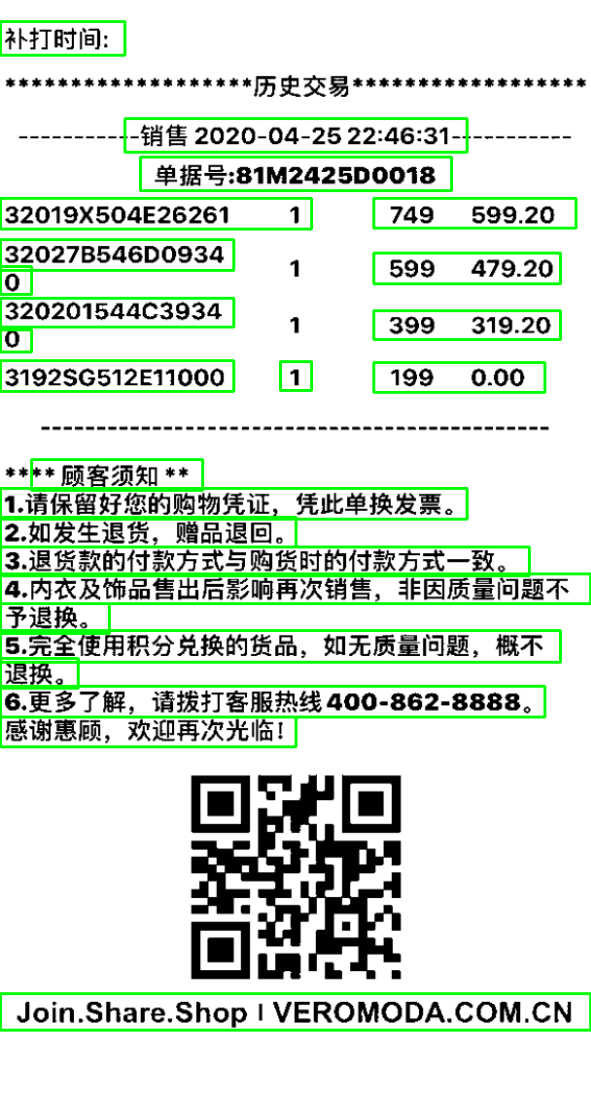 补打时间:
******************历史交易******************
-----------销售 2020-04-25 22:46:31-----------
单据号:81M2425D0018
32019X504E26261 1 749 599.20
32027B546D0934
0 1 599 479.20
320201544C3934
0 1 399 319.20
3192SG512E11000 1 199 0.00
--------------------------------------------
**** 顾客须知 **
1.请保留好您的购物凭证，凭此单换发票。
2.如发生退货，赠品退回。
3.退货款的付款方式与购货时的付款方式一致。
4.内衣及饰品售出后影响再次销售，非因质量问题不
予退换。
5.完全使用积分兑换的货品，如无质量问题，概不
退换。
6.更多了解，请拨打客服热线400-862-8888。
感谢惠顾，欢迎再次光临！
Join.Share.Shop | VEROMODA.COM.CN